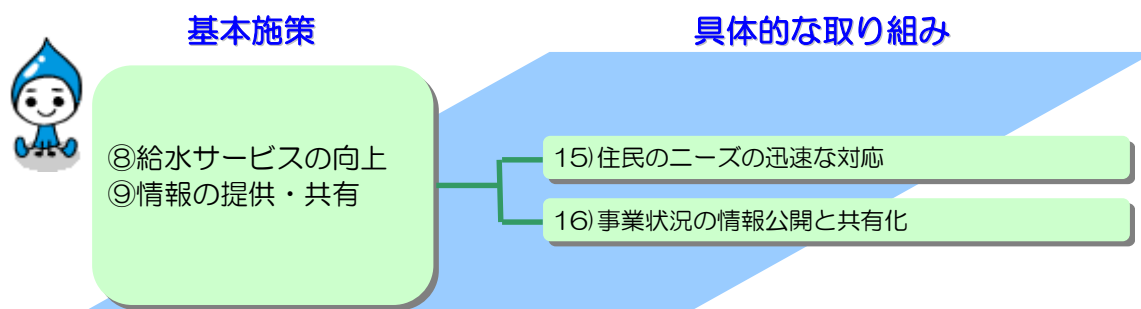 基本施策
具体的な取り組み
⑧給水サービスの向上
⑨情報の提供・共有
15)住民のニーズの迅速な対応
16)事業状況の情報公開と共有化